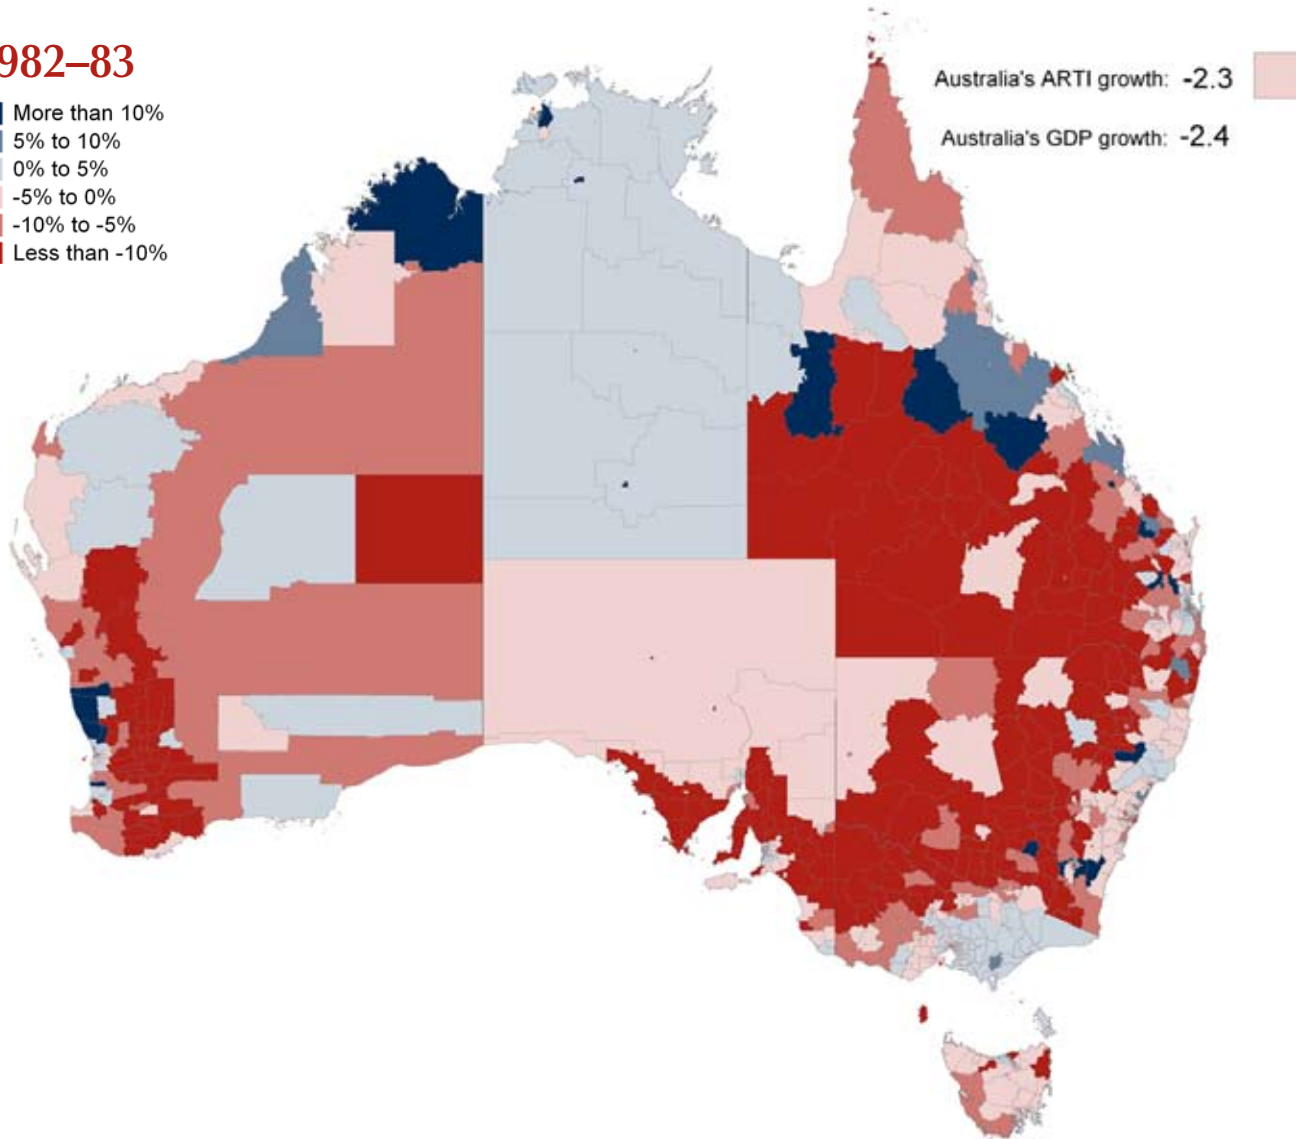 982–83
More than 10%
5% to 10%
0% to 5%
-5% to 0%
-10% to -5%
Less than -10%
Australia's ARTI growth: -2.3
Australia's GDP growth: -2.4